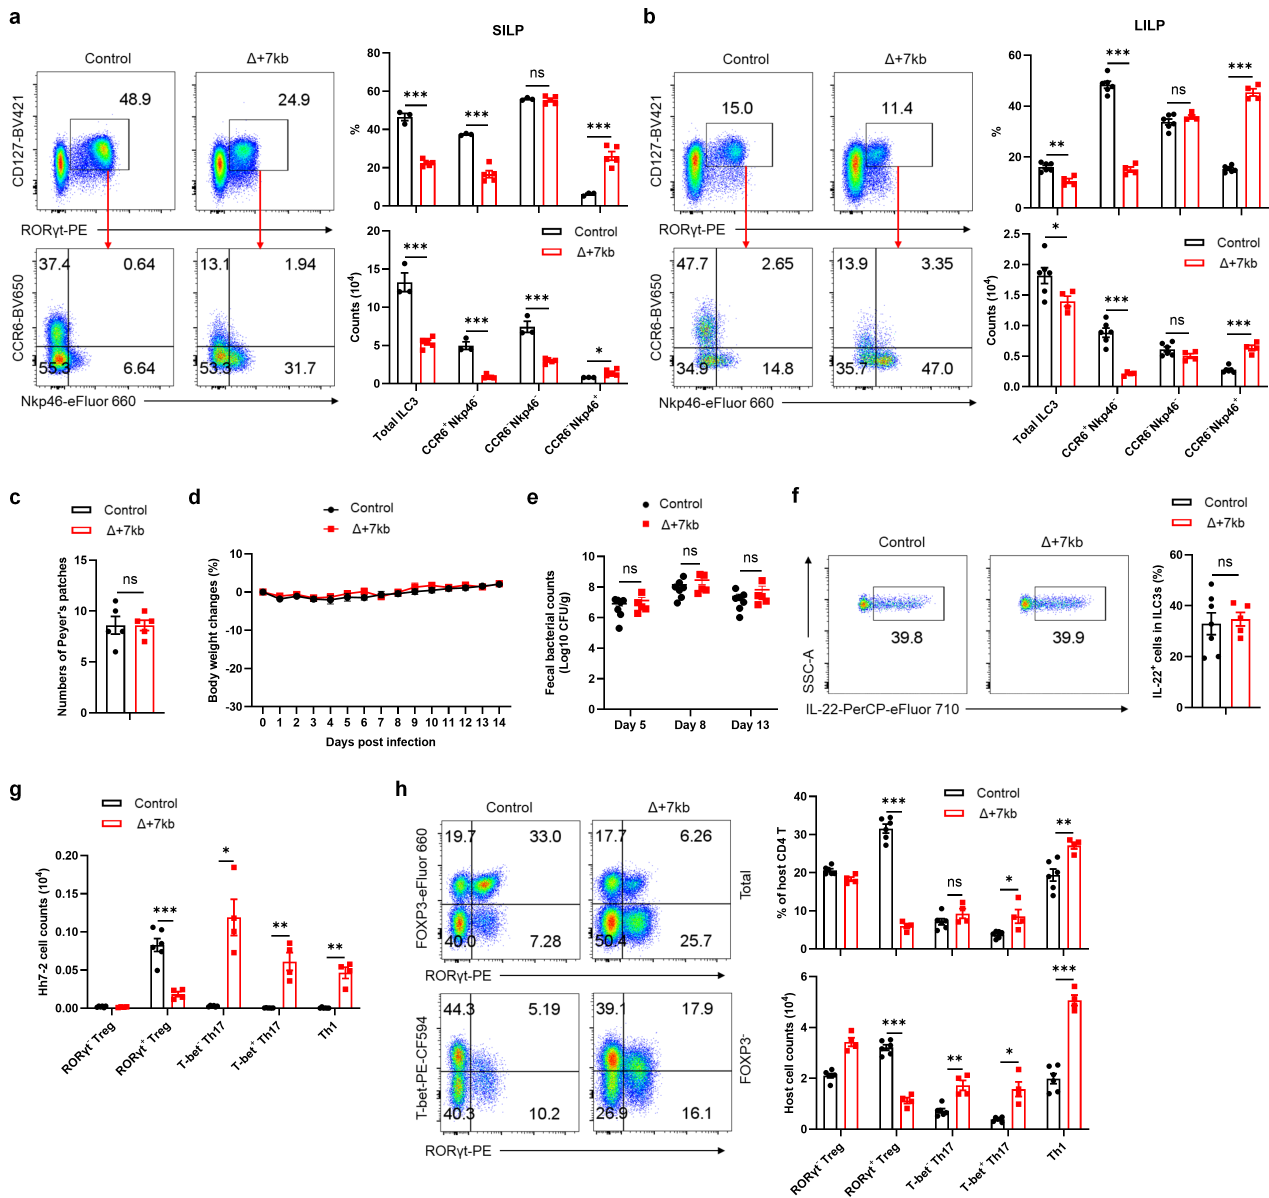 a
SILP
Control
Δ+7kb
48.9
24.9
CD127-BV421
RORγt-PE
37.4
0.64
13.1
1.94
6.64
31.7
CCR6-BV650
Nkp46-eFluor 660
80
60
40
20
0
%
***
***
ns
***
20
15
10
5
0
Counts (10⁴)
Control
Δ+7kb
***
***
***
*
Total ILC3
CCR6⁺Nkp46⁻
CCR6⁻Nkp46⁻
CCR6⁻Nkp46⁺
b
LILP
Control
Δ+7kb
15.0
11.4
CD127-BV421
RORγt-PE
47.7
2.65
13.9
3.35
34.9
14.8
35.7
47.0
CCR6-BV650
Nkp46-eFluor 660
60
40
20
0
%
**
***
ns
***
2.5
2.0
1.5
1.0
0.5
0.0
Counts (10⁴)
Control
Δ+7kb
*
***
ns
***
Total ILC3
CCR6⁺Nkp46⁻
CCR6⁻Nkp46⁻
CCR6⁻Nkp46⁺
c
Control
Δ+7kb
15
10
5
0
Numbers of Peyer's patches
ns
d
Control
Δ+7kb
10
0
-10
-20
-30
Body weight changes (%)
0 1 2 3 4 5 6 7 8 9 10 11 12 13 14
Days post infection
e
Control
Δ+7kb
10
8
6
4
2
0
Fecal bacterial counts
(Log10 CFU/g)
ns
ns
ns
Day 5
Day 8
Day 13
f
Control
Δ+7kb
39.8
39.9
SSC-A
IL-22-PerCP-eFluor 710
Control
Δ+7kb
60
40
20
0
IL-22⁺ cells in ILC3s (%)
ns
g
Control
Δ+7kb
0.20
0.15
0.10
0.05
0.00
Hh7-2 cell counts (10⁴)
***
*
**
**
RORγt⁻ Treg
RORγt⁺ Treg
T-bet⁻ Th17
T-bet⁺ Th17
Th1
h
Control
Δ+7kb
19.7
33.0
17.7
6.26
40.0
7.28
50.4
25.7
FOXP3-eFluor 660
RORγt-PE
Total
44.3
5.19
39.1
17.9
40.3
10.2
26.9
16.1
T-bet-PE-CF594
RORγt-PE
FOXP3⁻
Control
Δ+7kb
40
30
20
10
0
% of host CD4 T
***
ns
*
**
6
4
2
0
Host cell counts (10⁴)
***
**
*
***
RORγt⁻ Treg
RORγt⁺ Treg
T-bet⁻ Th17
T-bet⁺ Th17
Th1